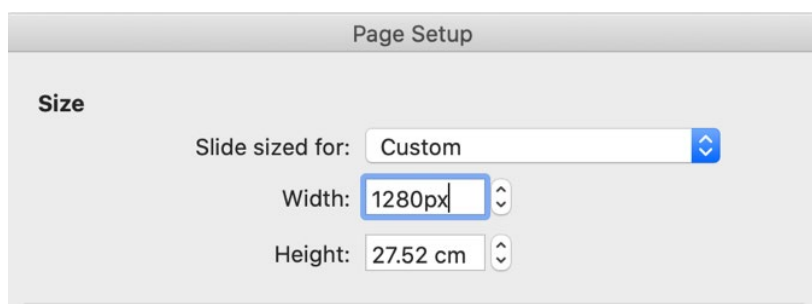 Page Setup
Size
Slide sized for: Custom
Width: 1280px
Height: 27.52 cm